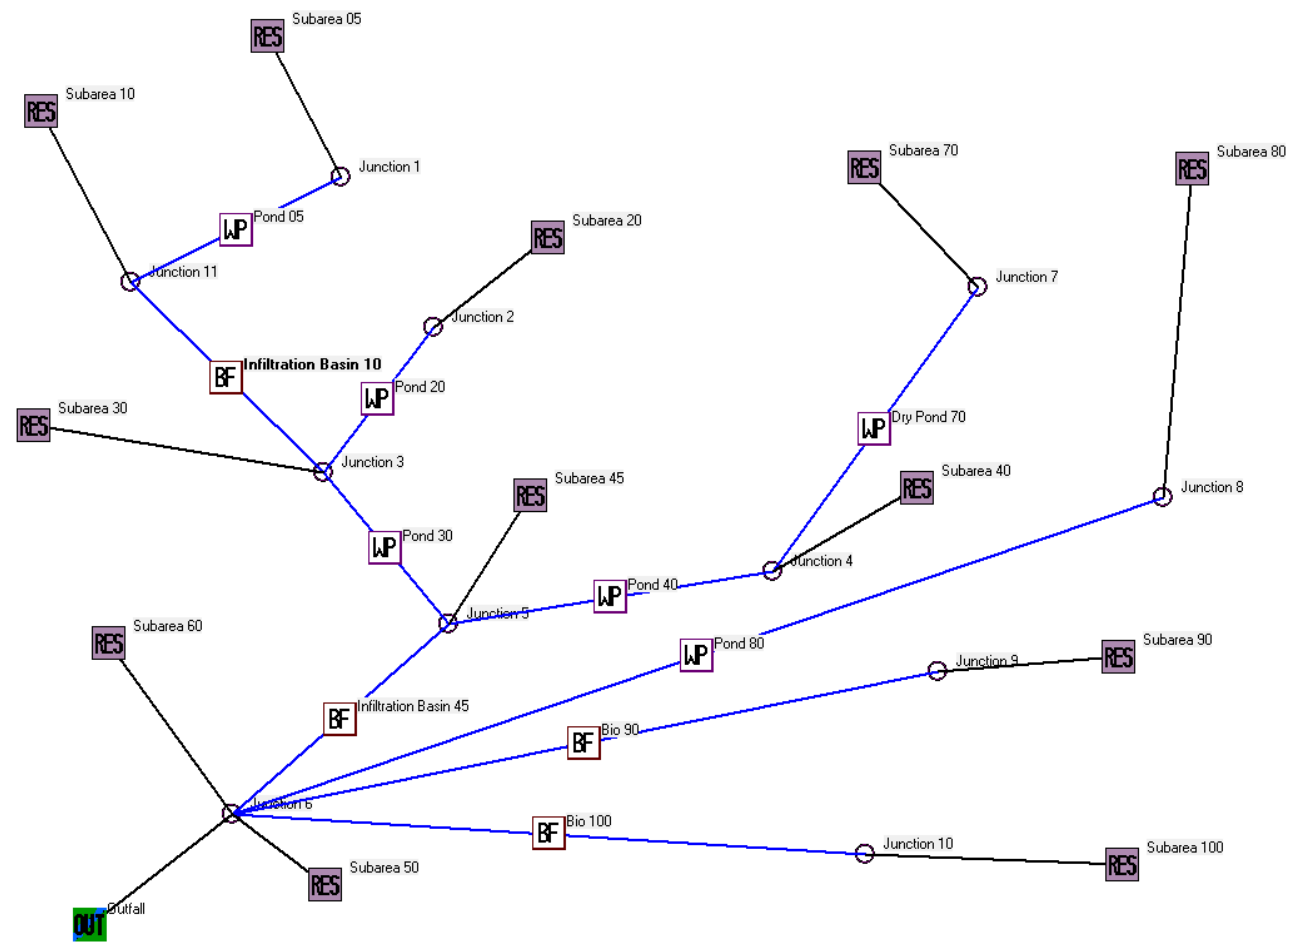 RES Subarea 05
RES Subarea 10
Junction 1
RES Subarea 70
RES Subarea 80
WP Pond 05
RES Subarea 20
Junction 11
Junction 7
Junction 2
BF Infiltration Basin 10
WP Pond 20
RES Subarea 30
WP Dry Pond 70
Junction 3
RES Subarea 45
RES Subarea 40
Junction 8
WP Pond 30
Junction 4
WP Pond 40
Junction 5
RES Subarea 60
WP Pond 80
Junction 9
RES Subarea 90
BF Infiltration Basin 45
BF Bio 90
Junction 6
BF Bio 100
Junction 10
RES Subarea 100
RES Subarea 50
OUT Outfall